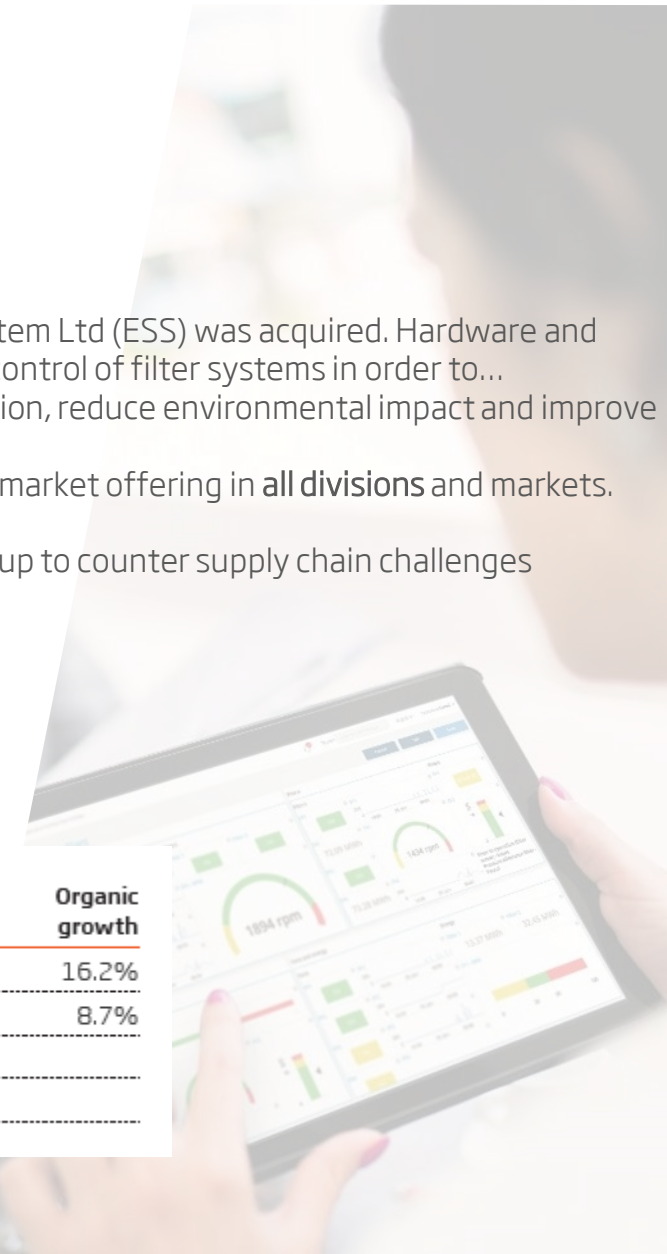 tem Ltd (ESS) was acquired. Hardware and
ontrol of filter systems in order to...
ion, reduce environmental impact and improve
market offering in all divisions and markets.
up to counter supply chain challenges
Organic
growth
16.2%
8.7%
1894 rpm
1434 rpm